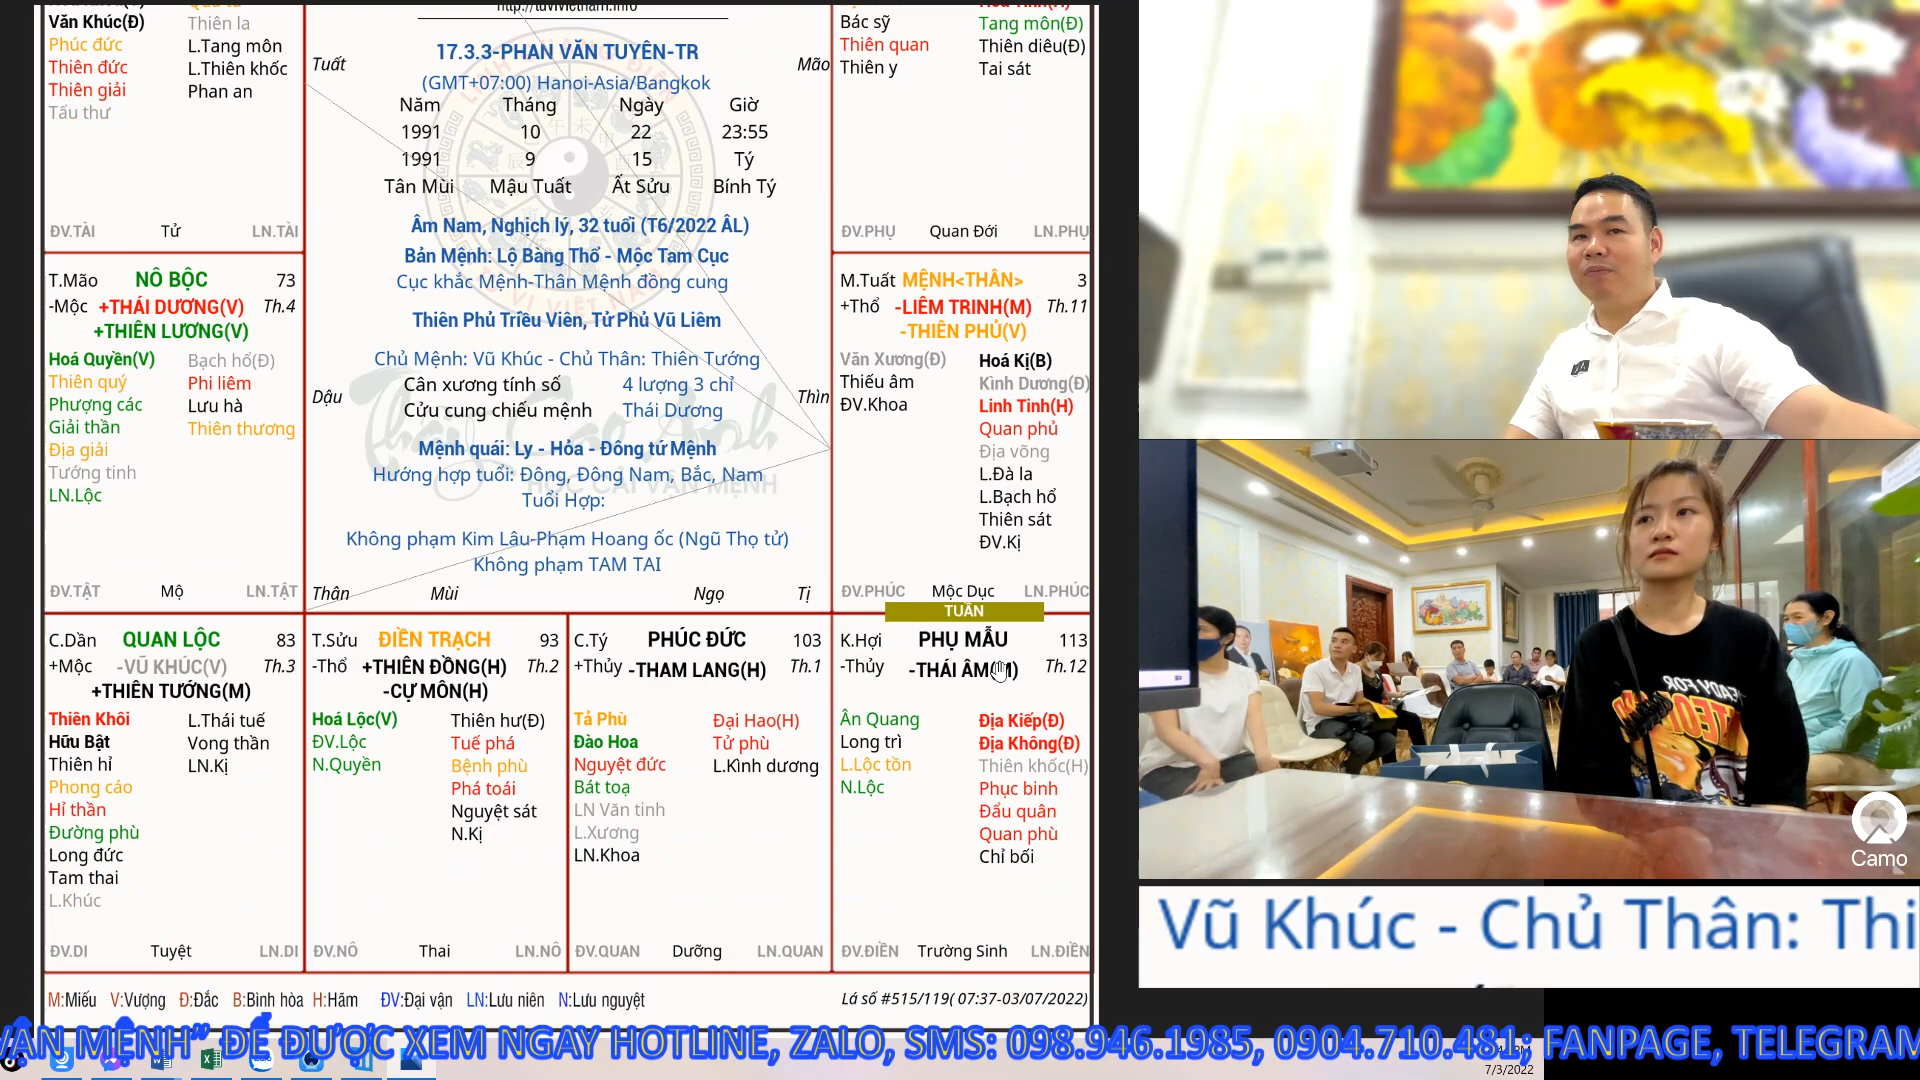 Văn Khúc(Đ)
Phúc đức
Thiên đức
Thiên giải
Tấu thư
Thiên la
L.Tang môn
L.Thiên khốc
Phan an
ĐV.TÀI Tử LN.TÀI
http://tuvivietnam.info
17.3.3-PHAN VĂN TUYÊN-TR
(GMT+07:00) Hanoi-Asia/Bangkok
Năm Tháng Ngày Giờ
1991 10 22 23:55
1991 9 15 Tý
Tân Mùi Mậu Tuất Ất Sửu Bính Tý
Âm Nam, Nghịch lý, 32 tuổi (T6/2022 ÂL)
Bản Mệnh: Lộ Bàng Thổ - Mộc Tam Cục
Cục khắc Mệnh-Thân Mệnh đồng cung
Thiên Phủ Triều Viên, Tử Phủ Vũ Liêm
Chủ Mệnh: Vũ Khúc - Chủ Thân: Thiên Tướng
Cân xương tính số 4 lượng 3 chỉ
Cửu cung chiếu mệnh Thái Dương
Mệnh quái: Ly - Hỏa - Đông tứ Mệnh
Hướng hợp tuổi: Đông, Đông Nam, Bắc, Nam
Tuổi Hợp:
Không phạm Kim Lâu-Phạm Hoang ốc (Ngũ Thọ tử)
Không phạm TAM TAI
Tuất
Mão
Dậu
Thìn
Thân Mùi Ngọ Tị
Thầy Cao Anh
HỌC CẢI VẬN MỆNH
Bác sỹ
Thiên quan
Thiên y
Tang môn(Đ)
Thiên diêu(Đ)
Tai sát
ĐV.PHỤ Quan Đới LN.PHỤ
T.Mão NÔ BỘC 73
-Mộc +THÁI DƯƠNG(V) Th.4
+THIÊN LƯƠNG(V)
Hoá Quyền(V)
Thiên quý
Phượng các
Giải thần
Địa giải
Tướng tinh
LN.Lộc
Bạch hổ(Đ)
Phi liêm
Lưu hà
Thiên thương
ĐV.TẬT Mộ LN.TẬT
M.Tuất MỆNH<THÂN> 3
+Thổ -LIÊM TRINH(M) Th.11
-THIÊN PHỦ(V)
Văn Xương(Đ)
Thiếu âm
ĐV.Khoa
Hoá Kị(B)
Kình Dương(Đ)
Linh Tinh(H)
Quan phủ
Địa võng
L.Đà la
L.Bạch hổ
Thiên sát
ĐV.Kị
ĐV.PHÚC Mộc Dục LN.PHÚC
TUẦN
C.Dần QUAN LỘC 83
+Mộc -VŨ KHÚC(V) Th.3
+THIÊN TƯỚNG(M)
Thiên Khôi
Hữu Bật
Thiên hỉ
Phong cáo
Hỉ thần
Đường phù
Long đức
Tam thai
L.Khúc
L.Thái tuế
Vong thần
LN.Kị
ĐV.DI Tuyệt LN.DI
T.Sửu ĐIỀN TRẠCH 93
-Thổ +THIÊN ĐỒNG(H) Th.2
-CỰ MÔN(H)
Hoá Lộc(V)
ĐV.Lộc
N.Quyền
Thiên hư(Đ)
Tuế phá
Bệnh phù
Phá toái
Nguyệt sát
N.Kị
ĐV.NÔ Thai LN.NÔ
C.Tý PHÚC ĐỨC 103
+Thủy -THAM LANG(H) Th.1
Tả Phù
Đào Hoa
Nguyệt đức
Bát toạ
LN Văn tinh
L.Xương
LN.Khoa
Đại Hao(H)
Tử phù
L.Kình dương
ĐV.QUAN Dưỡng LN.QUAN
K.Hợi PHỤ MẪU 113
-Thủy -THÁI ÂM(M) Th.12
Ân Quang
Long trì
L.Lộc tồn
N.Lộc
Địa Kiếp(Đ)
Địa Không(Đ)
Thiên khốc(H)
Phục binh
Đẩu quân
Quan phù
Chỉ bối
ĐV.ĐIỀN Trường Sinh LN.ĐIỀN
M:Miếu V:Vượng Đ:Đắc B:Bình hòa H:Hãm ĐV:Đại vận LN:Lưu niên N:Lưu nguyệt
Lá số #515/119( 07:37-03/07/2022)
Camo
Vũ Khúc - Chủ Thân: Thi
VẬN MỆNH” ĐỂ ĐƯỢC XEM NGAY HOTLINE, ZALO, SMS: 098.946.1985, 0904.710.481; FANPAGE, TELEGRAM
7/3/2022